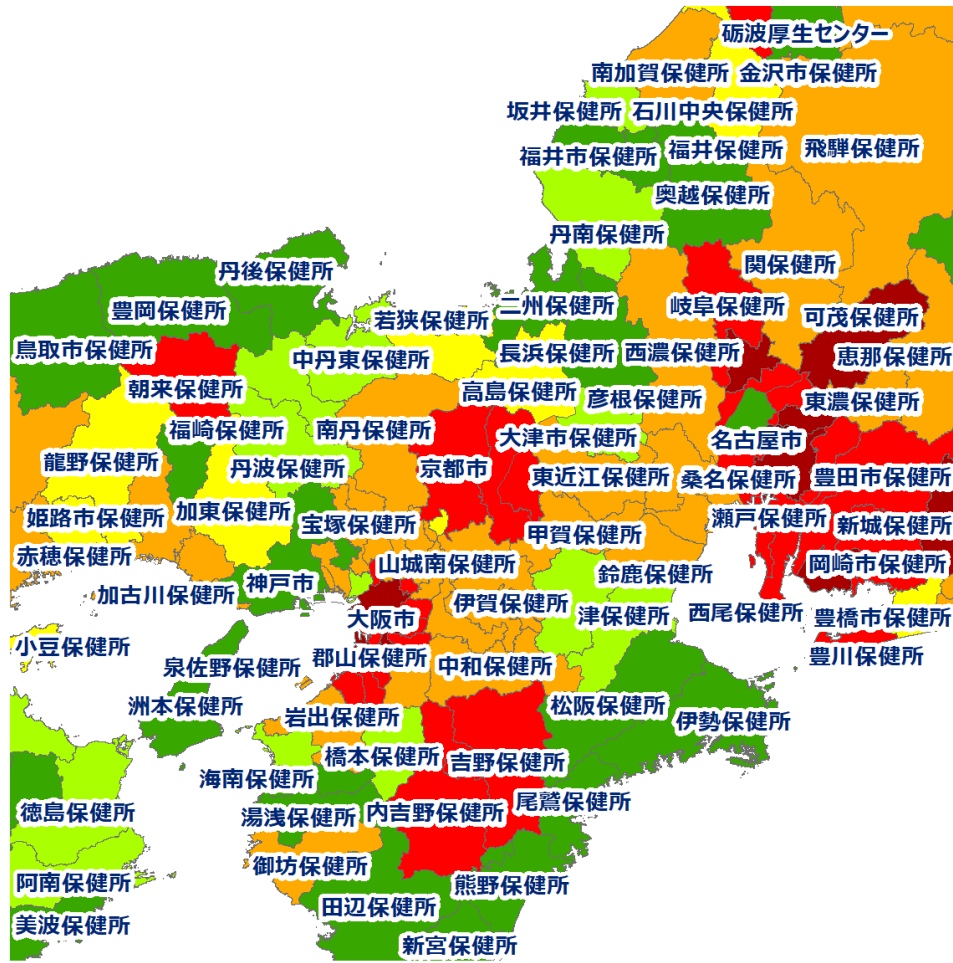 砺波厚生センター
南加賀保健所
金沢市保健所
坂井保健所
石川中央保健所
福井市保健所
福井保健所
飛騨保健所
奥越保健所
丹南保健所
丹後保健所
関保健所
豊岡保健所
二州保健所
岐阜保健所
若狭保健所
可茂保健所
鳥取市保健所
中丹東保健所
長浜保健所
西濃保健所
恵那保健所
朝来保健所
高島保健所
彦根保健所
東濃保健所
福崎保健所
南丹保健所
大津市保健所
名古屋市
龍野保健所
丹波保健所
京都市
東近江保健所
桑名保健所
豊田市保健所
姫路市保健所
加東保健所
宝塚保健所
瀬戸保健所
新城保健所
甲賀保健所
赤穂保健所
山城南保健所
鈴鹿保健所
岡崎市保健所
神戸市
加古川保健所
伊賀保健所
大阪市
津保健所
西尾保健所
豊橋市保健所
小豆保健所
郡山保健所
豊川保健所
泉佐野保健所
中和保健所
洲本保健所
松阪保健所
岩出保健所
伊勢保健所
橋本保健所
吉野保健所
海南保健所
徳島保健所
湯浅保健所
内吉野保健所
尾鷲保健所
御坊保健所
阿南保健所
熊野保健所
田辺保健所
美波保健所
新宮保健所